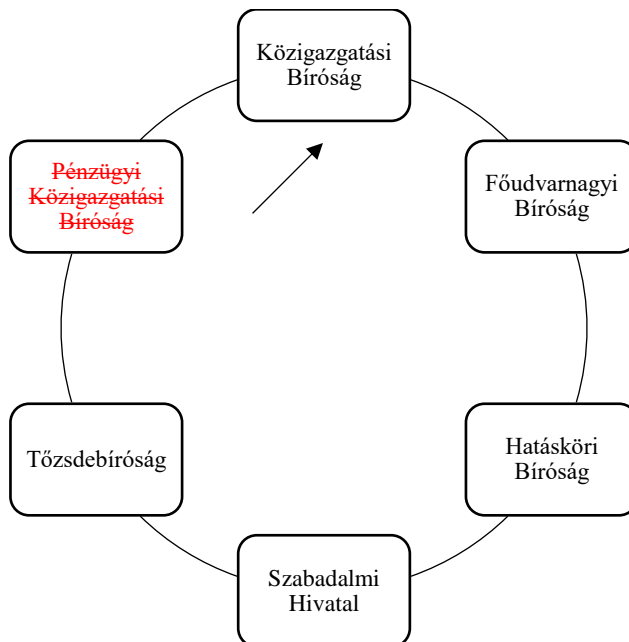 Közigazgatási
Bíróság
Pénzügyi
Közigazgatási
Bíróság
Főudvarnagyi
Bíróság
Tőzsdebíróság
Hatásköri
Bíróság
Szabadalmi
Hivatal